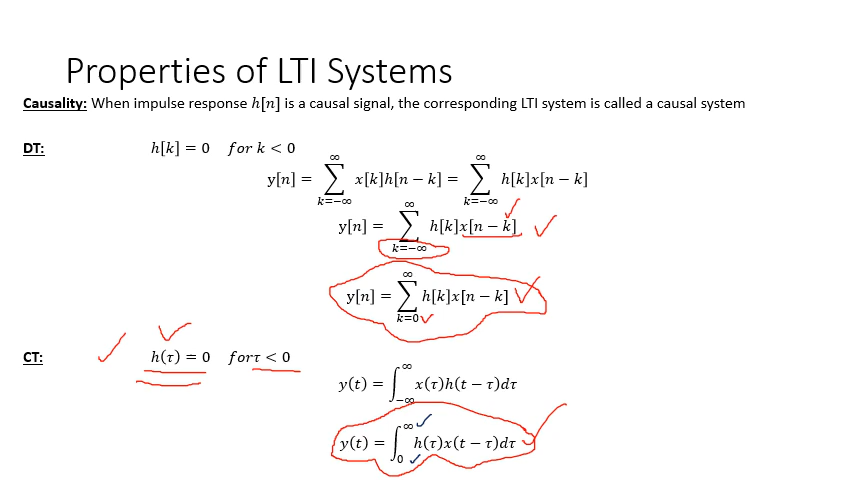 Properties of LTI Systems
Causality: When impulse response ℎ[𝑛] is a causal signal, the corresponding LTI system is called a causal system
DT: ℎ[𝑘] = 0 𝑓𝑜𝑟 𝑘 < 0
y[𝑛] = ∑_{𝑘=−∞}^{∞} 𝑥[𝑘]ℎ[𝑛 − 𝑘] = ∑_{𝑘=−∞}^{∞} ℎ[𝑘]𝑥[𝑛 − 𝑘]
y[𝑛] = ∑_{𝑘=−∞}^{∞} ℎ[𝑘]𝑥[𝑛 − 𝑘]
y[𝑛] = ∑_{𝑘=0}^{∞} ℎ[𝑘]𝑥[𝑛 − 𝑘]
CT: ℎ(𝜏) = 0 𝑓𝑜𝑟𝜏 < 0
𝑦(𝑡) = ∫_{−∞}^{∞} 𝑥(𝜏)ℎ(𝑡 − 𝜏)𝑑𝜏
𝑦(𝑡) = ∫_{0}^{∞} ℎ(𝜏)𝑥(𝑡 − 𝜏)𝑑𝜏